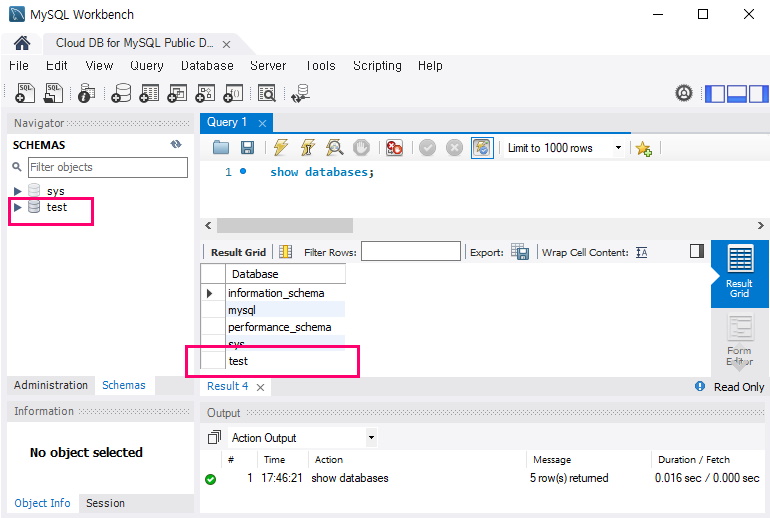 MySQL Workbench
Cloud DB for MySQL Public D... ×
File Edit View Query Database Server Tools Scripting Help
Navigator
SCHEMAS
Filter objects
sys
test
Administration Schemas
Information
No object selected
Object Info Session
Query 1 ×
Limit to 1000 rows
1 show databases;
Result Grid Filter Rows: Export: Wrap Cell Content: IA
Database
information_schema
mysql
performance_schema
sys
test
Result Grid
Form Editor
Result 4 × Read Only
Output
Action Output
# Time Action Message Duration / Fetch
1 17:46:21 show databases 5 row(s) returned 0.016 sec / 0.000 sec